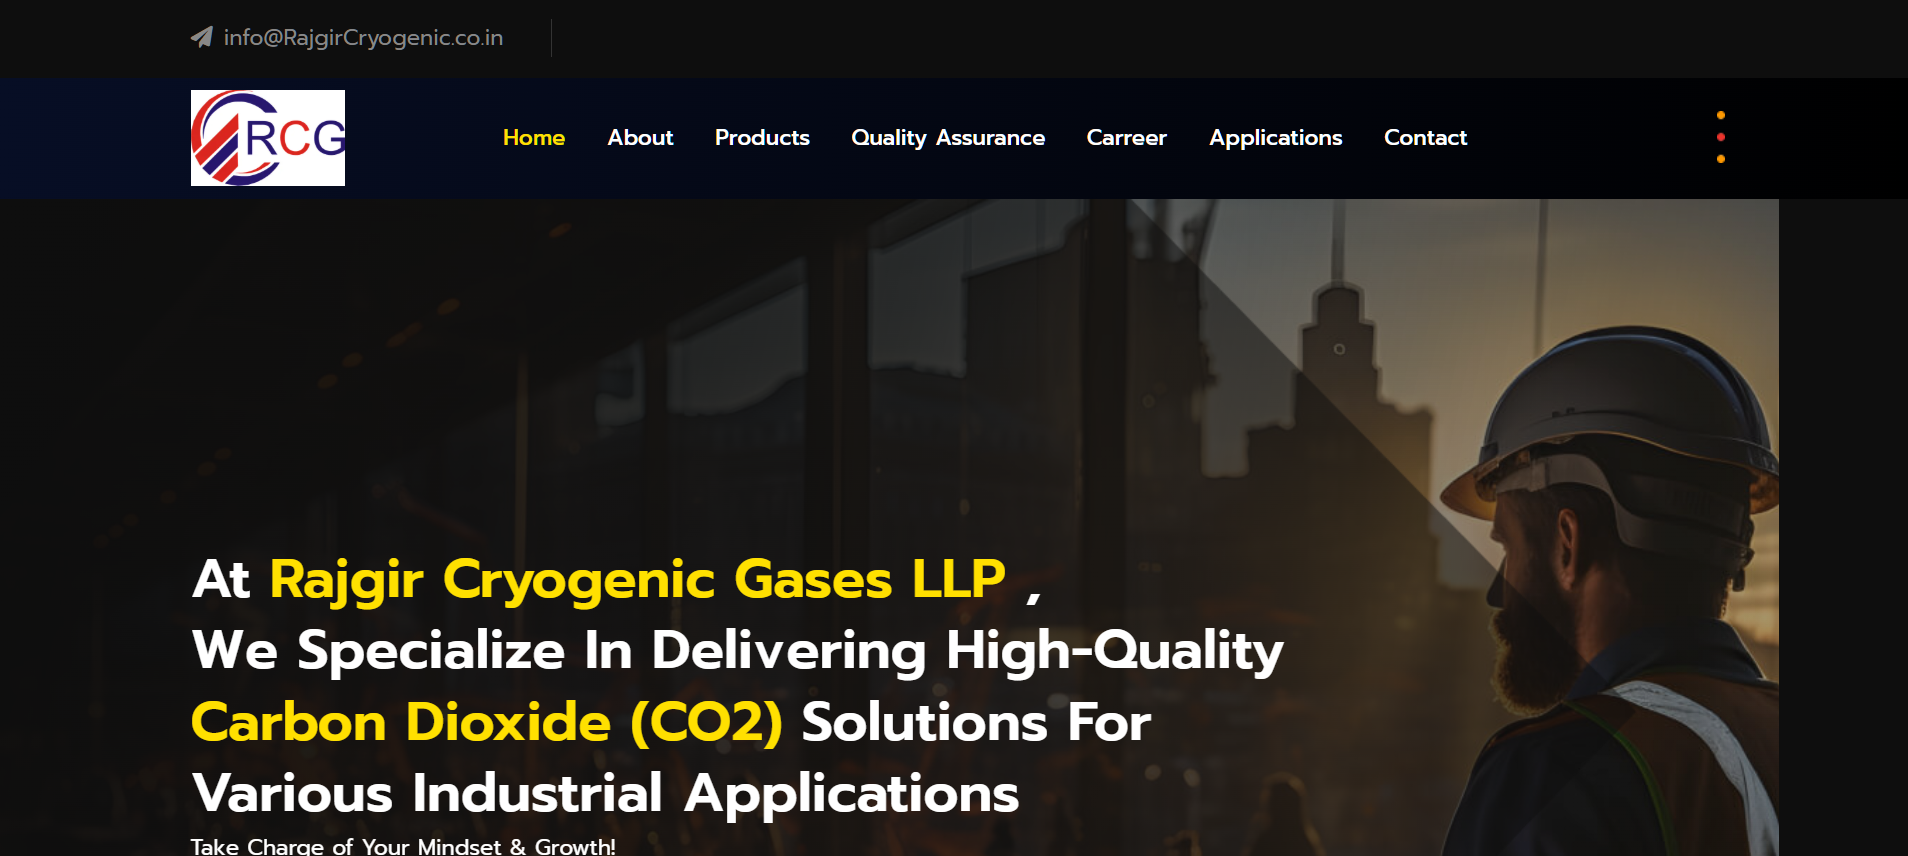 info@RajgirCryogenic.co.in
RCG
Home About Products Quality Assurance Carreer Applications Contact
At Rajgir Cryogenic Gases LLP ,
We Specialize In Delivering High-Quality
Carbon Dioxide (CO2) Solutions For
Various Industrial Applications
Take Charge of Your Mindset & Growth!